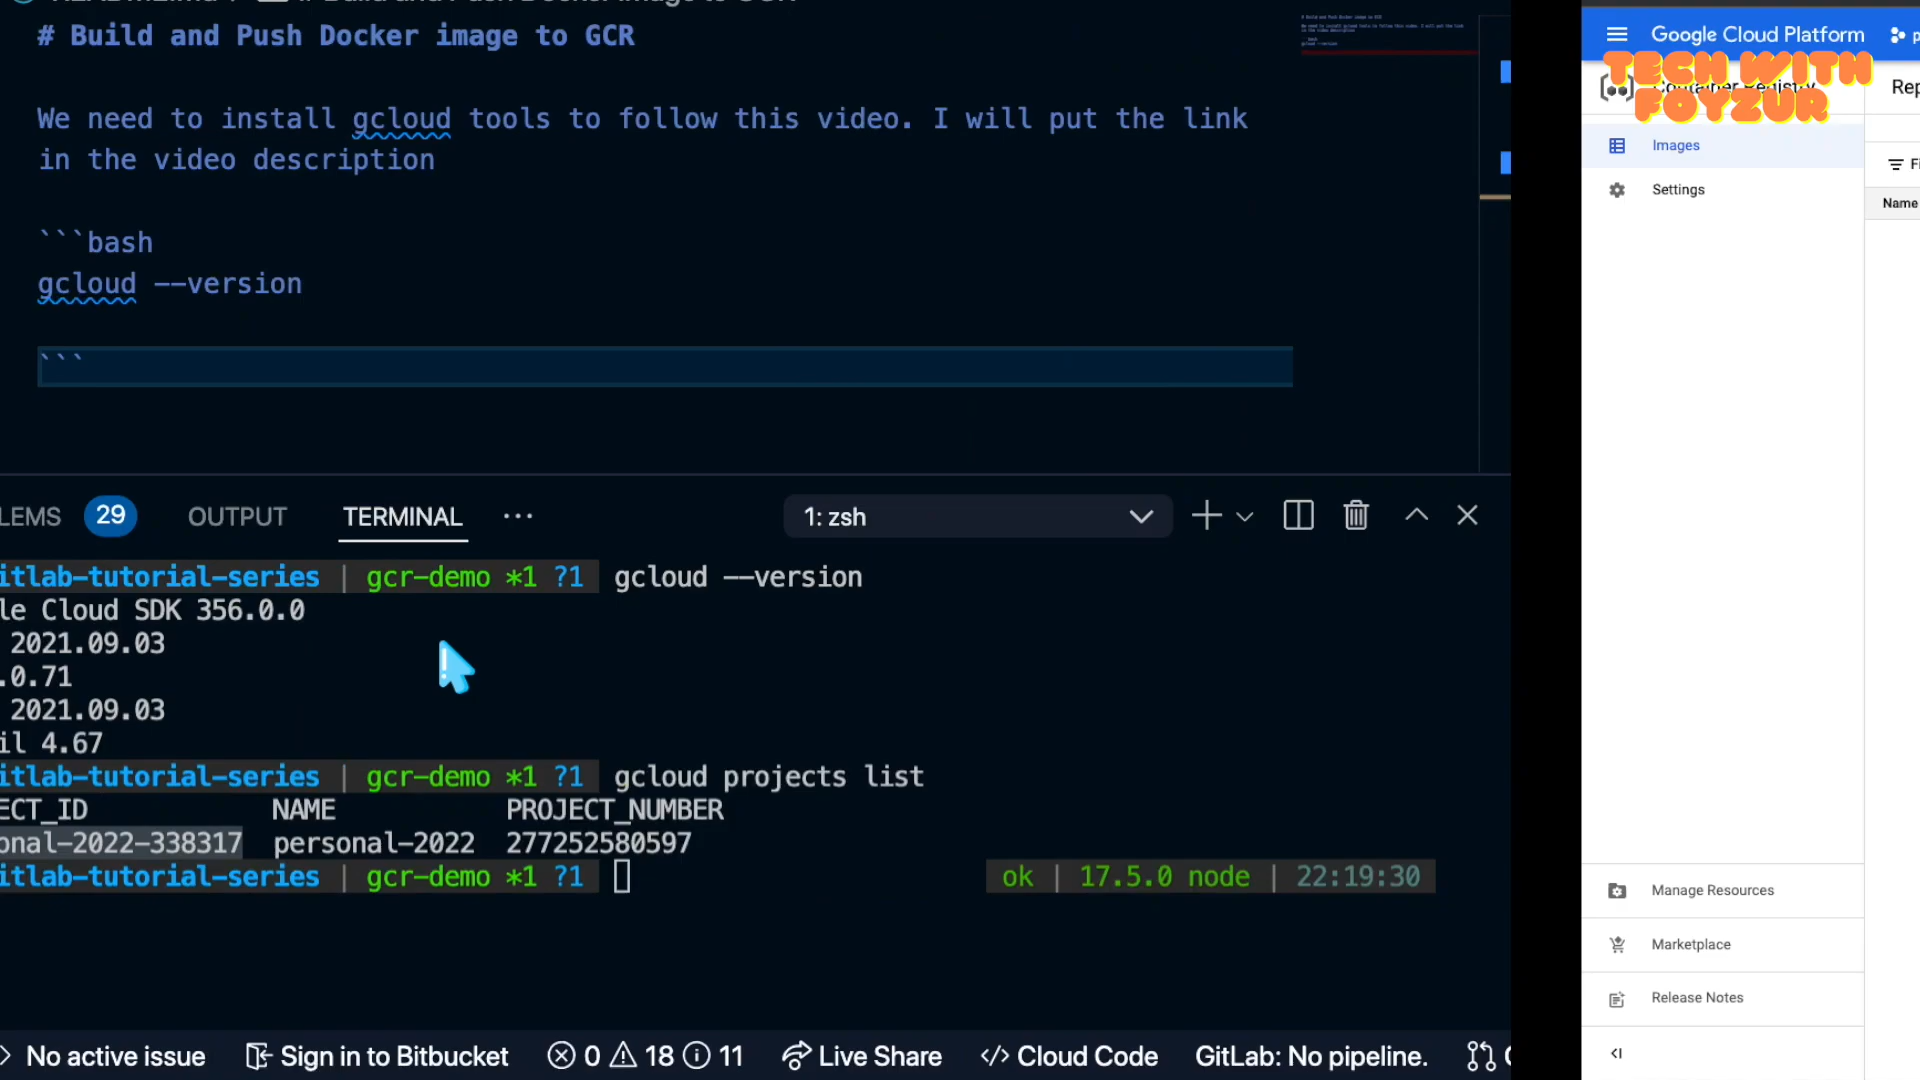 # Build and Push Docker image to GCR
We need to install gcloud tools to follow this video. I will put the link
in the video description
```bash
gcloud --version
```
LEMS 29 OUTPUT TERMINAL ··· 1: zsh
itlab-tutorial-series | gcr-demo *1 ?1 gcloud --version
le Cloud SDK 356.0.0
2021.09.03
.0.71
2021.09.03
il 4.67
itlab-tutorial-series | gcr-demo *1 ?1 gcloud projects list
ECT_ID NAME PROJECT_NUMBER
onal-2022-338317 personal-2022 277252580597
itlab-tutorial-series | gcr-demo *1 ?1 ok | 17.5.0 node | 22:19:30
No active issue Sign in to Bitbucket 0 18 11 Live Share Cloud Code GitLab: No pipeline.
Google Cloud Platform
TECH WITH
FOYZUR
Container Registry
Rep
Images
Settings
Fi
Name
Manage Resources
Marketplace
Release Notes